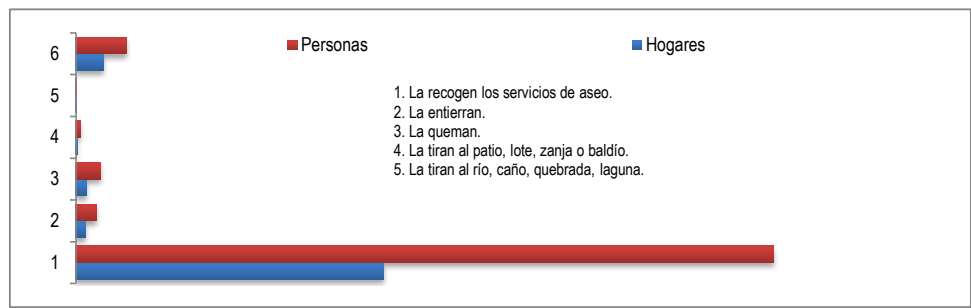 Personas
Hogares
6
5
4
3
2
1
1. La recogen los servicios de aseo.
2. La entierran.
3. La queman.
4. La tiran al patio, lote, zanja o baldío.
5. La tiran al río, caño, quebrada, laguna.